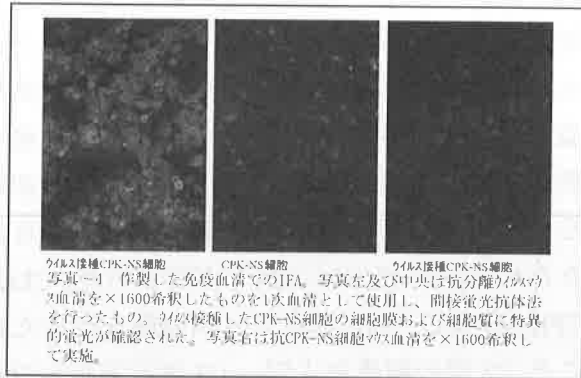 ウイルス接種CPK-NS細胞
CPK-NS細胞
ウイルス接種CPK-NS細胞
写真-4 作製した免疫血清でのIFA。写真左及び中央は抗分離ウイルスマウ
ス血清を×1600希釈したものを1次血清として使用し、間接蛍光抗体法
を行ったもの。ウイルス接種したCPK-NS細胞の細胞膜および細胞質に特異
的蛍光が確認された。写真右は抗CPK-NS細胞マウス血清を×1600希釈し
て実施。